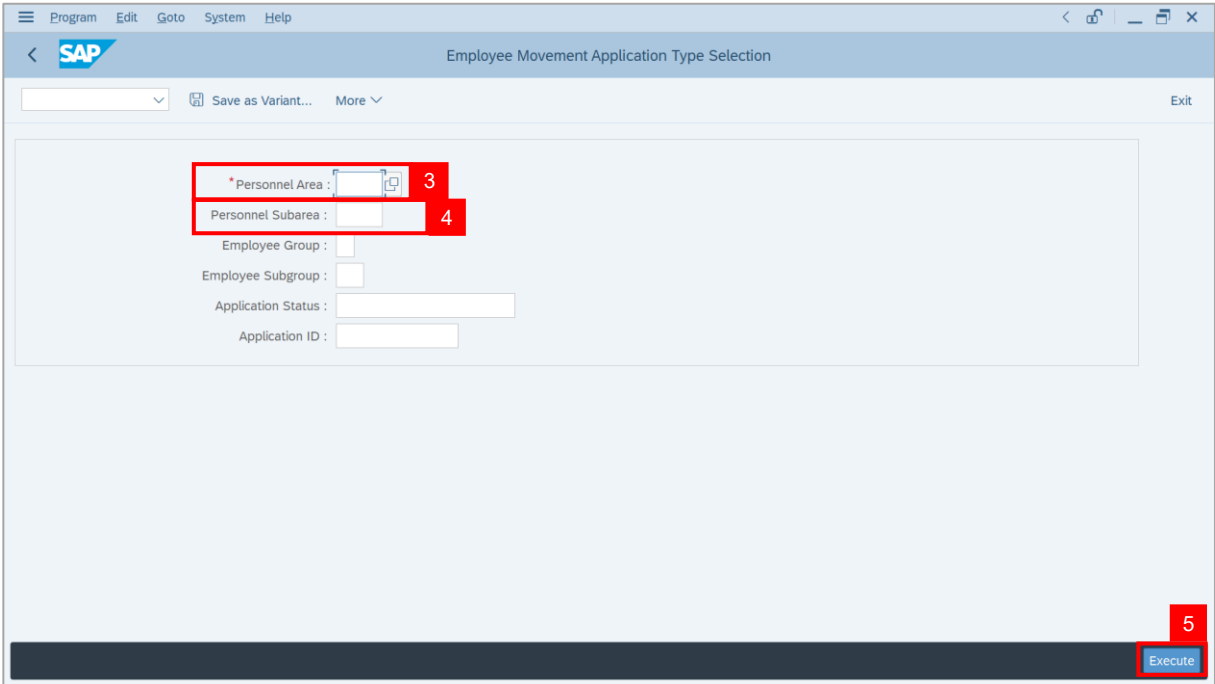 Program Edit Goto System Help
SAP
Employee Movement Application Type Selection
Save as Variant... More Exit
*Personnel Area : 3
Personnel Subarea : 4
Employee Group :
Employee Subgroup :
Application Status :
Application ID :
5
Execute